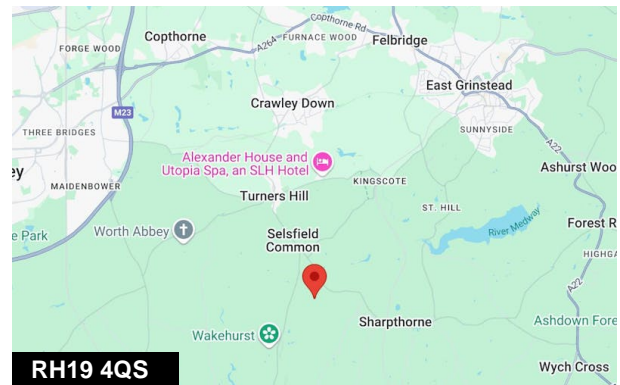 Copthorne Rd
Copthorne
FURNACE WOOD
Felbridge
FORGE WOOD
A264
East Grinstead
M23
Crawley Down
SUNNYSIDE
THREE BRIDGES
A22
Alexander House and
Utopia Spa, an SLH Hotel
Ashurst Woo
ey
MAIDENBOWER
KINGSCOTE
Turners Hill
ST. HILL
Worth Abbey
River Medway
Forest R
e Park
Selsfield
Common
HIGHGA
A22
Sharpthorne
Ashdown Fore
Wakehurst
Wych Cross
RH19 4QS